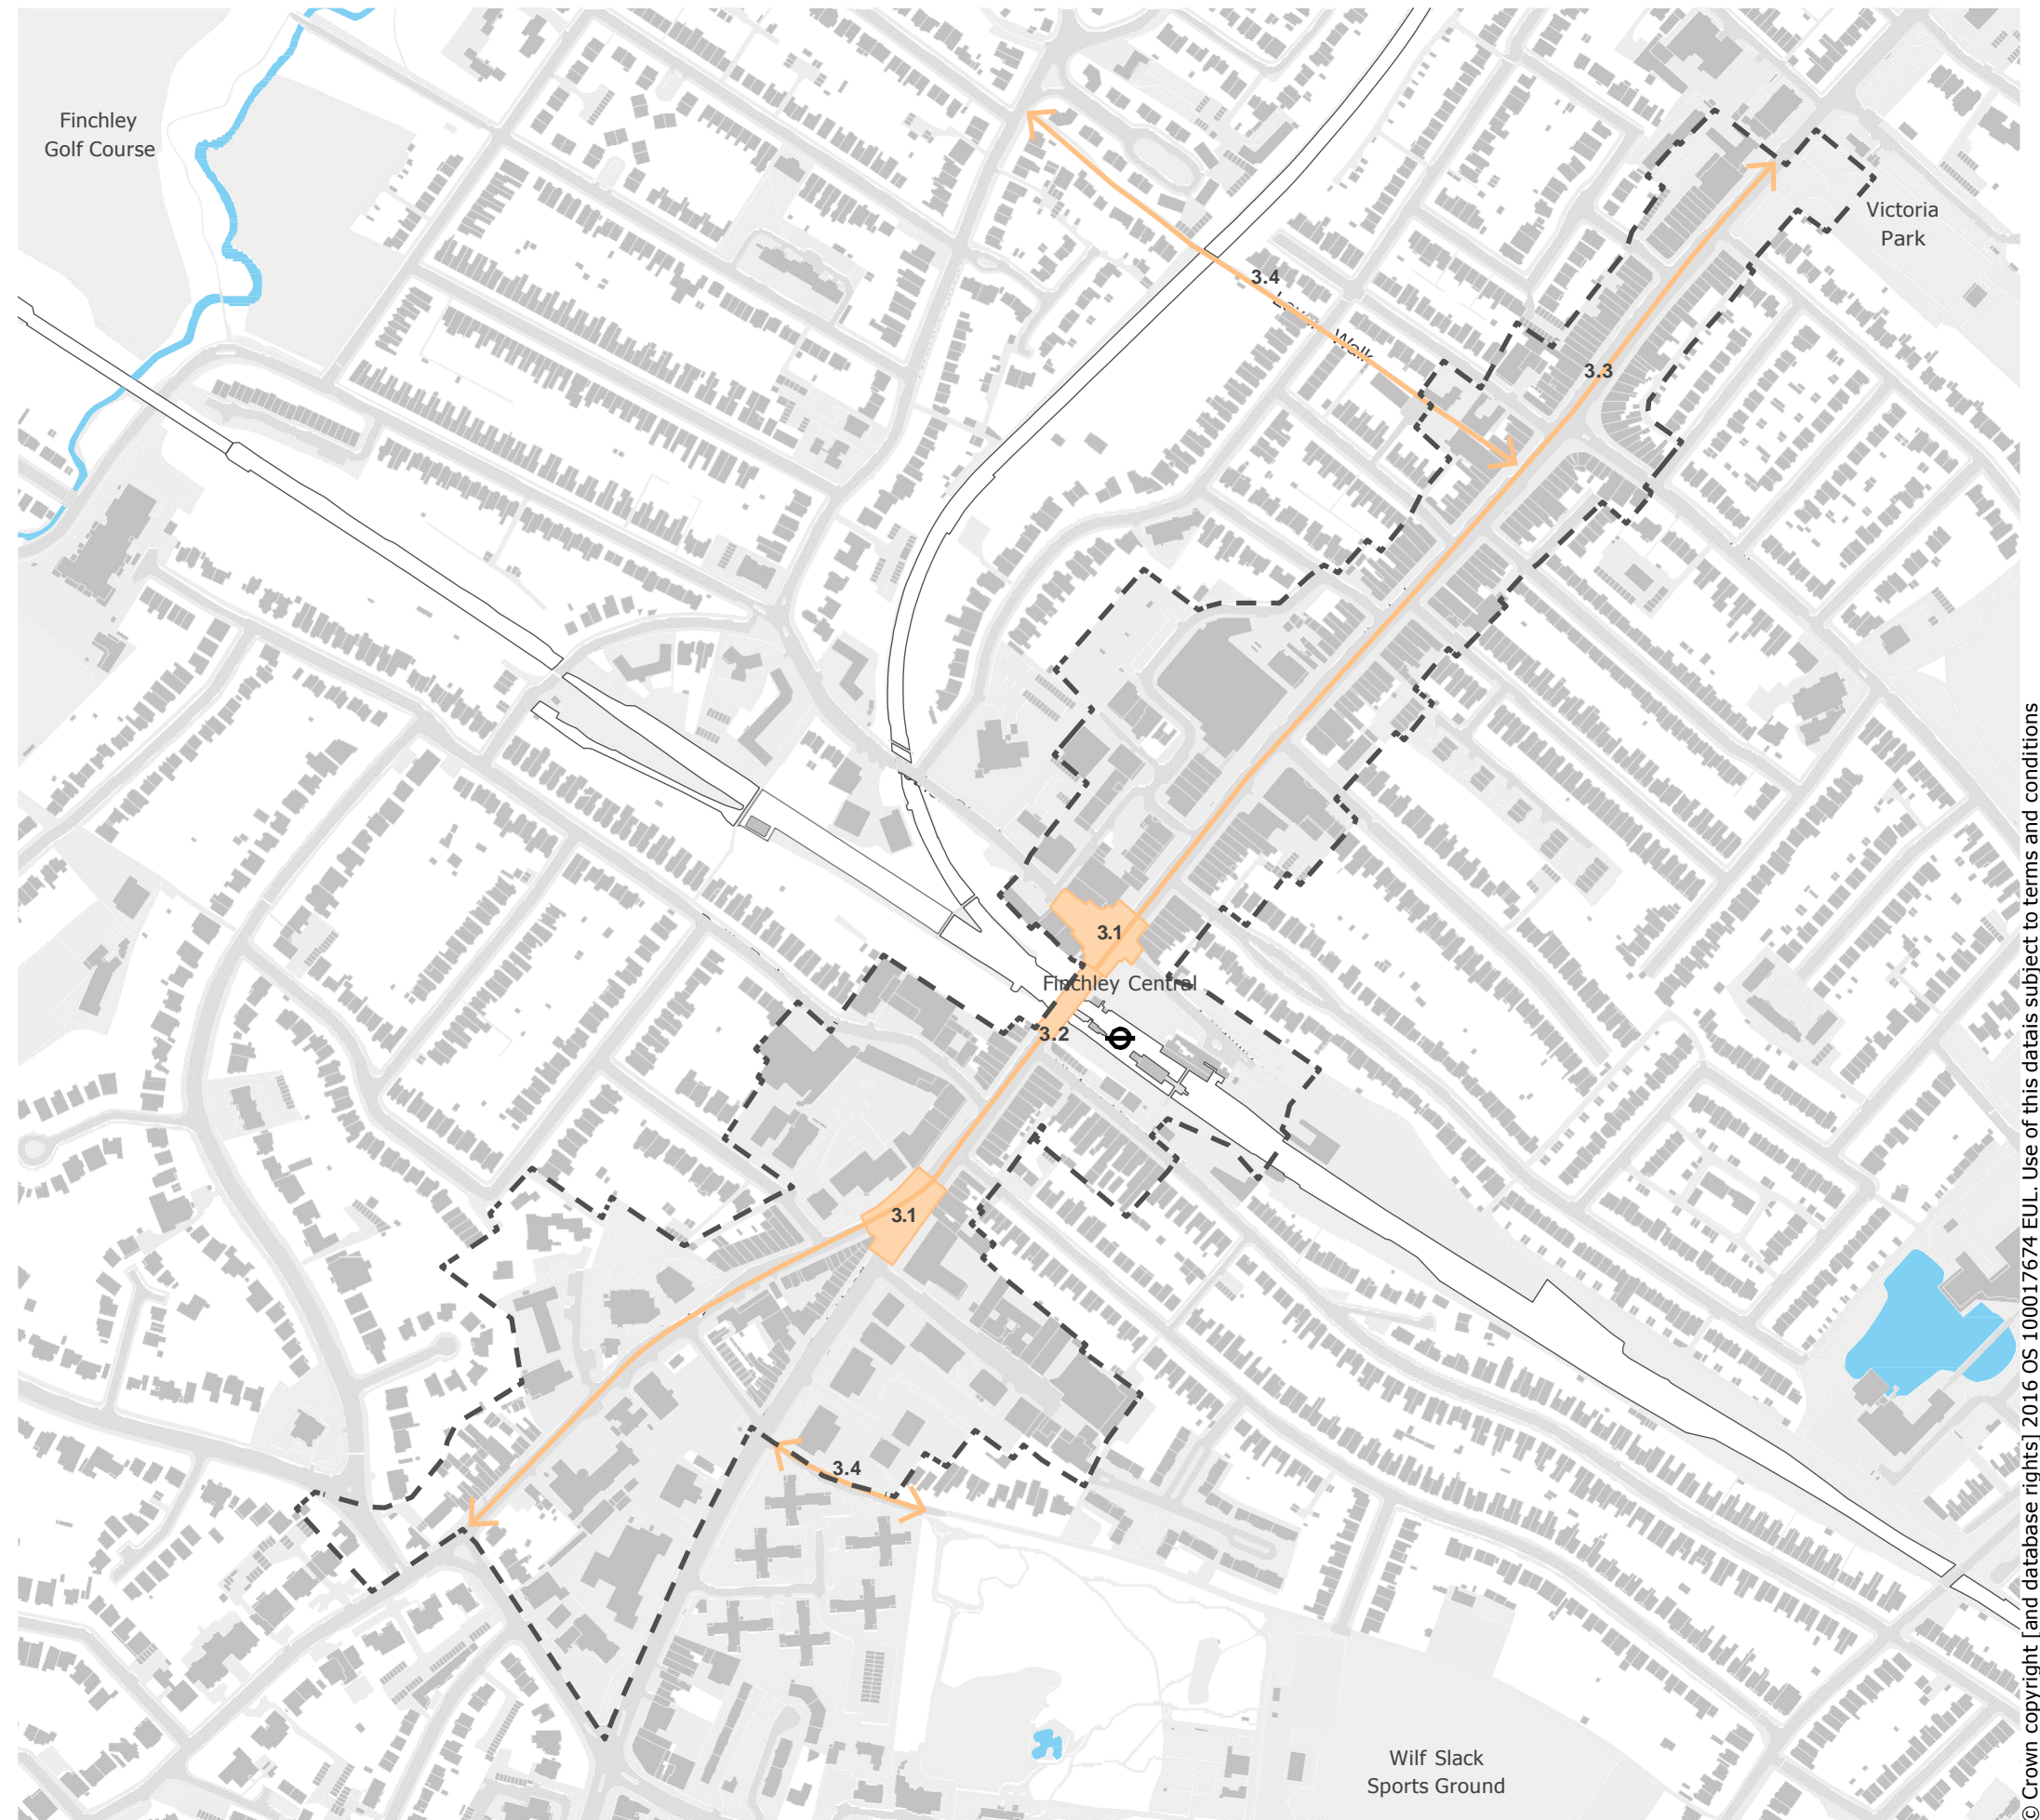 Finchley
Golf Course
Victoria
Park
3.4
Walk
3.3
3.1
Finchley Central
3.2
3.1
3.4
Wilf Slack
Sports Ground
© Crown copyright [and database rights] 2016 OS 100017674 EUL. Use of this datais subject to terms and conditions